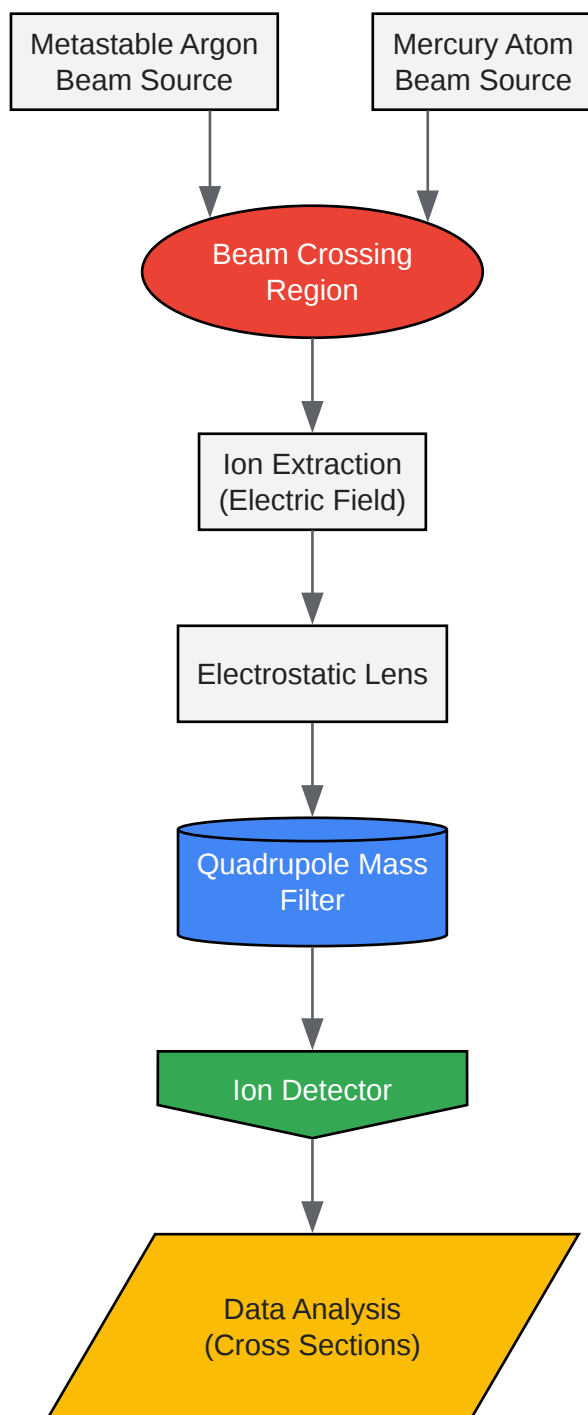 Metastable Argon
Beam Source
Mercury Atom
Beam Source
Beam Crossing
Region
Ion Extraction
(Electric Field)
Electrostatic Lens
Quadrupole Mass
Filter
Ion Detector
Data Analysis
(Cross Sections)